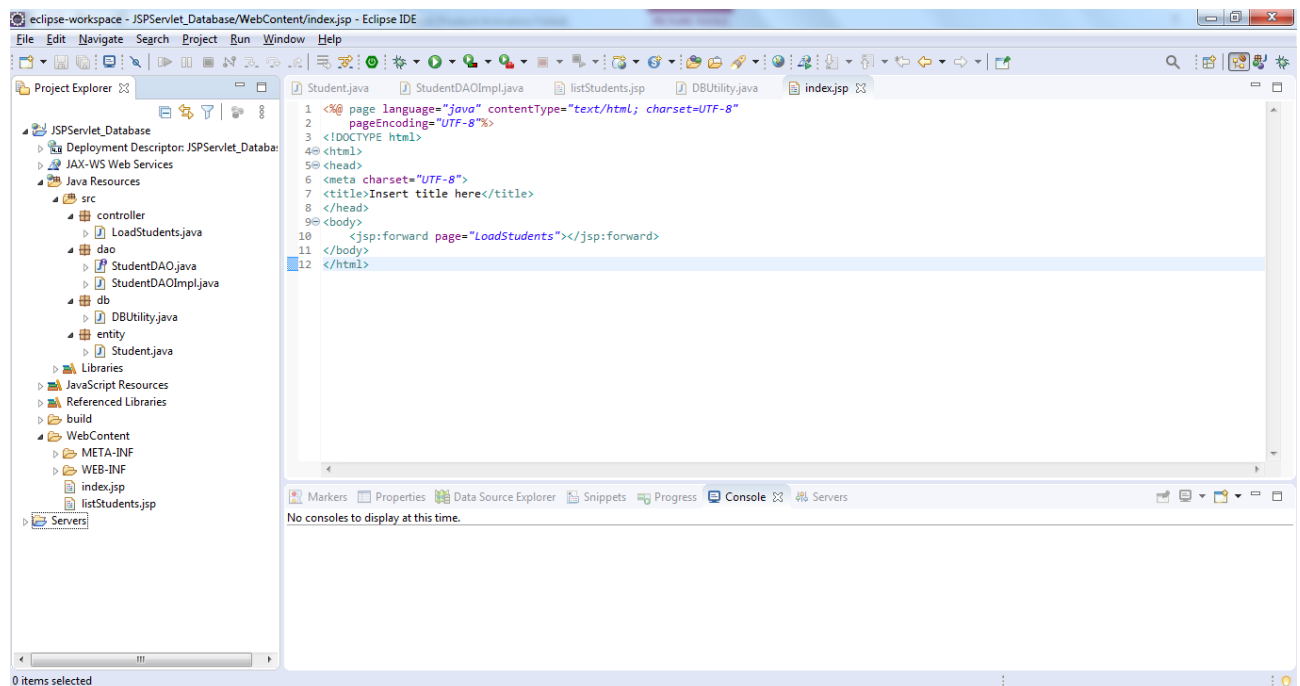 eclipse-workspace - JSPServlet_Database/WebContent/index.jsp - Eclipse IDE
File Edit Navigate Search Project Run Window Help
Project Explorer
JSPServlet_Database
Deployment Descriptor: JSPServlet_Databa
JAX-WS Web Services
Java Resources
src
controller
LoadStudents.java
dao
StudentDAO.java
StudentDAOImpl.java
db
DBUtility.java
entity
Student.java
Libraries
JavaScript Resources
Referenced Libraries
build
WebContent
META-INF
WEB-INF
index.jsp
listStudents.jsp
Servers
Student.java StudentDAOImpl.java listStudents.jsp DBUtility.java index.jsp
1 <%@ page language="java" contentType="text/html; charset=UTF-8"
2 pageEncoding="UTF-8"%>
3 <!DOCTYPE html>
4 <html>
5 <head>
6 <meta charset="UTF-8">
7 <title>Insert title here</title>
8 </head>
9 <body>
10 <jsp:forward page="LoadStudents"></jsp:forward>
11 </body>
12 </html>
Markers Properties Data Source Explorer Snippets Progress Console Servers
No consoles to display at this time.
0 items selected